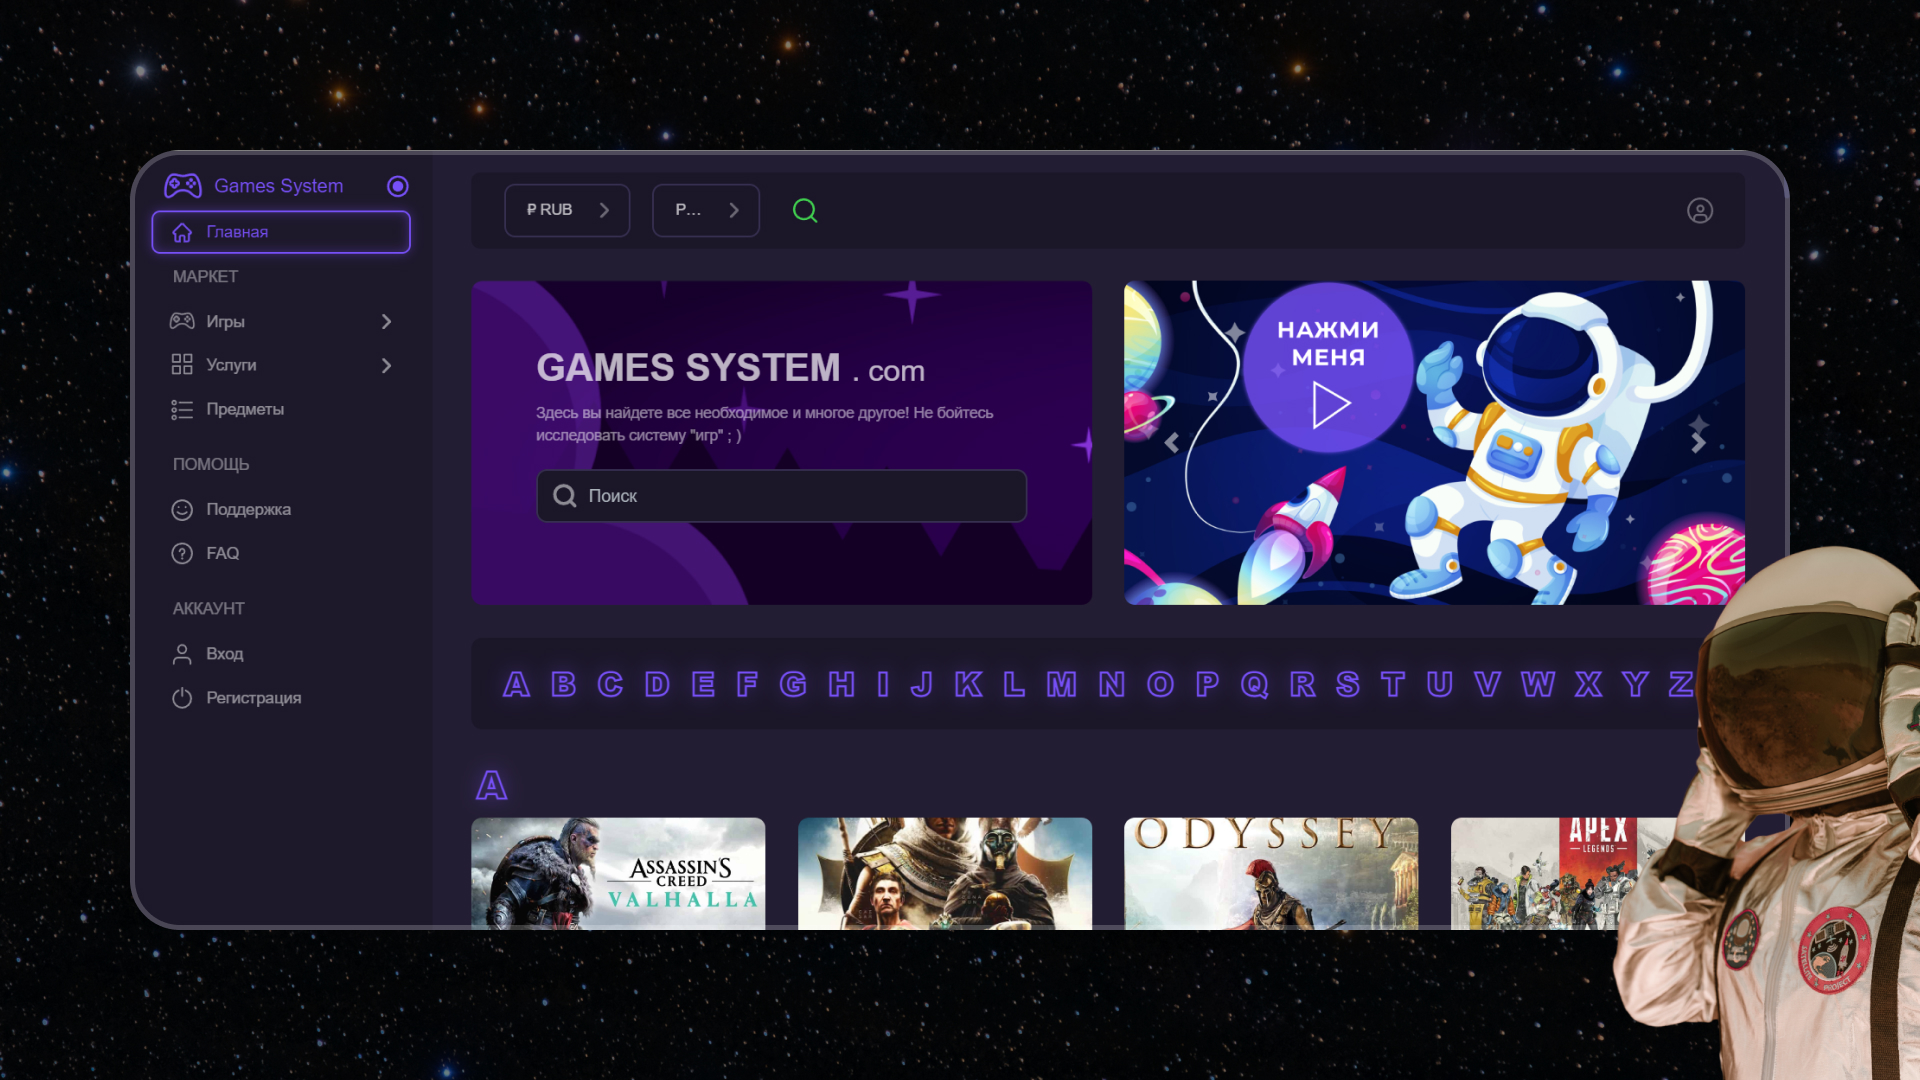 Games System
Главная
МАРКЕТ
Игры
Услуги
Предметы
ПОМОЩЬ
Поддержка
FAQ
АККАУНТ
Вход
Регистрация
₽ RUB
Р...
GAMES SYSTEM . com
Здесь вы найдете все необходимое и многое другое! Не бойтесь
исследовать систему "игр" ; )
Поиск
НАЖМИ
МЕНЯ
A B C D E F G H I J K L M N O P Q R S T U V W X Y Z
A
ASSASSIN'S
CREED
VALHALLA
ODYSSEY
APEX
LEGENDS
SATELLITE
PROJECT